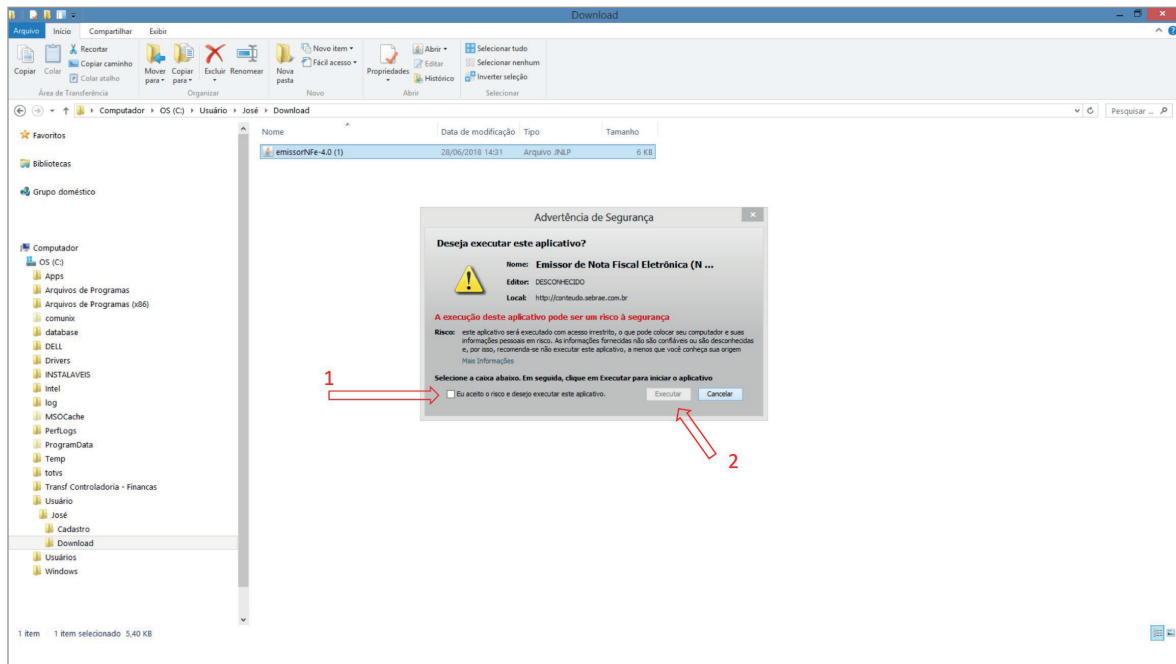 Download
Arquivo Início Compartilhar Exibir
Copiar
Colar
Recortar
Copiar caminho
Colar atalho
Área de Transferência
Mover para
Copiar para
Excluir
Renomear
Organizar
Nova pasta
Novo item
Fácil acesso
Novo
Propriedades
Abrir
Editar
Histórico
Abrir
Selecionar tudo
Selecionar nenhum
Inverter seleção
Selecionar
Computador OS (C:) Usuário José Download
Pesquisar ...
Favoritos
Bibliotecas
Grupo doméstico
Computador
OS (C:)
Apps
Arquivos de Programas
Arquivos de Programas (x86)
comunix
database
DELL
Drivers
INSTALAVEIS
Intel
log
MSOCache
PerfLogs
ProgramData
Temp
totvs
Transf Controladoria - Financas
Usuário
José
Cadastro
Download
Usuários
Windows
Nome Data de modificação Tipo Tamanho
emissorNFe-4.0 (1) 28/06/2018 14:31 Arquivo JNLP 6 KB
Advertência de Segurança
Deseja executar este aplicativo?
Nome: Emissor de Nota Fiscal Eletrônica (N ...
Editor: DESCONHECIDO
Local: http://conteudo.sebrae.com.br
A execução deste aplicativo pode ser um risco à segurança
Risco: este aplicativo será executado com acesso irrestrito, o que pode colocar seu computador e suas
informações pessoais em risco. As informações fornecidas não são confiáveis ou são desconhecidas
e, por isso, recomenda-se não executar este aplicativo, a menos que você conheça sua origem
Mais Informações
Selecione a caixa abaixo. Em seguida, clique em Executar para iniciar o aplicativo
Eu aceito o risco e desejo executar este aplicativo.
Executar Cancelar
1
2
1 item 1 item selecionado 5,40 KB